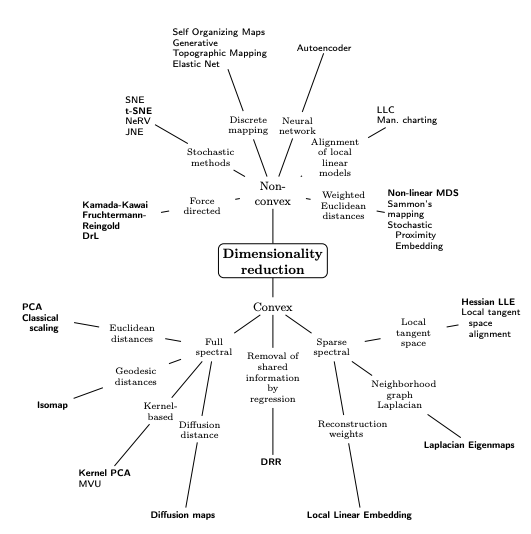 Self Organizing Maps
Generative
Topographic Mapping
Elastic Net
Autoencoder
SNE
t-SNE
NeRV
JNE
LLC
Man. charting
Discrete
mapping
Neural
network
Stochastic
methods
Alignment
of local
linear
models
Non-
convex
Kamada-Kawai
Fruchtermann-
Reingold
DrL
Force
directed
Weighted
Euclidean
distances
Non-linear MDS
Sammon's
mapping
Stochastic
Proximity
Embedding
Dimensionality
reduction
Convex
PCA
Classical
scaling
Euclidean
distances
Full
spectral
Sparse
spectral
Local
tangent
space
Hessian LLE
Local tangent
space
alignment
Geodesic
distances
Isomap
Removal of
shared
information
by
regression
Neighborhood
graph
Laplacian
Laplacian Eigenmaps
Kernel-
based
Kernel PCA
MVU
Diffusion
distance
Diffusion maps
DRR
Reconstruction
weights
Local Linear Embedding